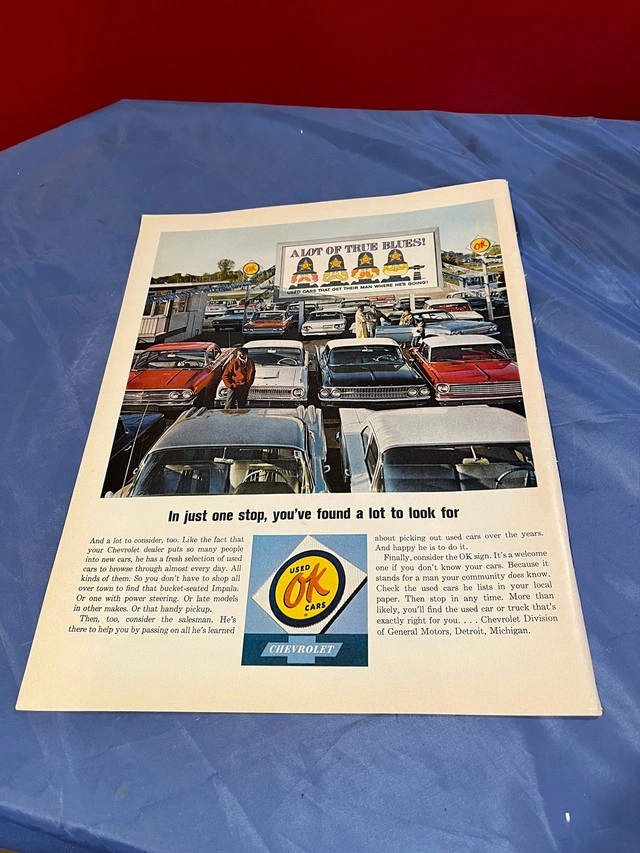 OK
OK
A LOT OF TRUE BLUES!
USED CARS THAT GET THEIR MAN WHERE HE'S GOING!
In just one stop, you've found a lot to look for
And a lot to consider, too. Like the fact that
your Chevrolet dealer puts so many people
into new cars, he has a fresh selection of used
cars to browse through almost every day. All
kinds of them. So you don't have to shop all
over town to find that bucket-seated Impala.
Or one with power steering. Or late models
in other makes. Or that handy pickup.
Then, too, consider the salesman. He's
there to help you by passing on all he's learned
USED
OK
CARS
CHEVROLET
about picking out used cars over the years.
And happy he is to do it.
Finally, consider the OK sign. It's a welcome
one if you don't know your cars. Because it
stands for a man your community does know.
Check the used cars he lists in your local
paper. Then stop in any time. More than
likely, you'll find the used car or truck that's
exactly right for you. . . . Chevrolet Division
of General Motors, Detroit, Michigan.